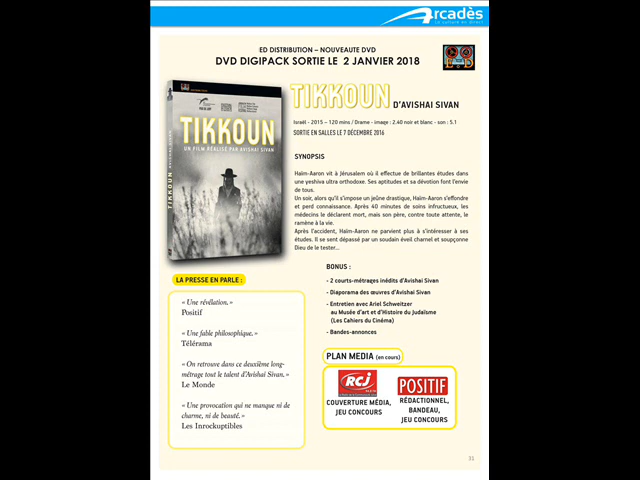 Arcadès
La culture en direct
ED DISTRIBUTION – NOUVEAUTE DVD
DVD DIGIPACK SORTIE LE 2 JANVIER 2018
TIKKOUN D'AVISHAI SIVAN
Israël - 2015 – 120 mins / Drame - image : 2.40 noir et blanc - son : 5.1
SORTIE EN SALLES LE 7 DÉCEMBRE 2016
TIKKOUN
UN FILM RÉALISÉ PAR AVISHAI SIVAN
TIKKOUN AVISHAI SIVAN
SYNOPSIS
Haïm-Aaron vit à Jérusalem où il effectue de brillantes études dans
une yeshiva ultra orthodoxe. Ses aptitudes et sa dévotion font l'envie
de tous.
Un soir, alors qu'il s'impose un jeûne drastique, Haïm-Aaron s'effondre
et perd connaissance. Après 40 minutes de soins infructueux, les
médecins le déclarent mort, mais son père, contre toute attente, le
ramène à la vie.
Après l'accident, Haïm-Aaron ne parvient plus à s'intéresser à ses
études. Il se sent dépassé par un soudain éveil charnel et soupçonne
Dieu de le tester...
LA PRESSE EN PARLE :
« Une révélation. »
Positif
« Une fable philosophique. »
Télérama
« On retrouve dans ce deuxième long-
métrage tout le talent d'Avishai Sivan. »
Le Monde
« Une provocation qui ne manque ni de
charme, ni de beauté. »
Les Inrockuptibles
BONUS :
- 2 courts-métrages inédits d'Avishai Sivan
- Diaporama des œuvres d'Avishai Sivan
- Entretien avec Ariel Schweitzer
au Musée d'art et d'Histoire du Judaïsme
(Les Cahiers du Cinéma)
- Bandes-annonces
PLAN MEDIA (en cours)
RCJ
COUVERTURE MÉDIA,
JEU CONCOURS
POSITIF
RÉDACTIONNEL,
BANDEAU,
JEU CONCOURS
31